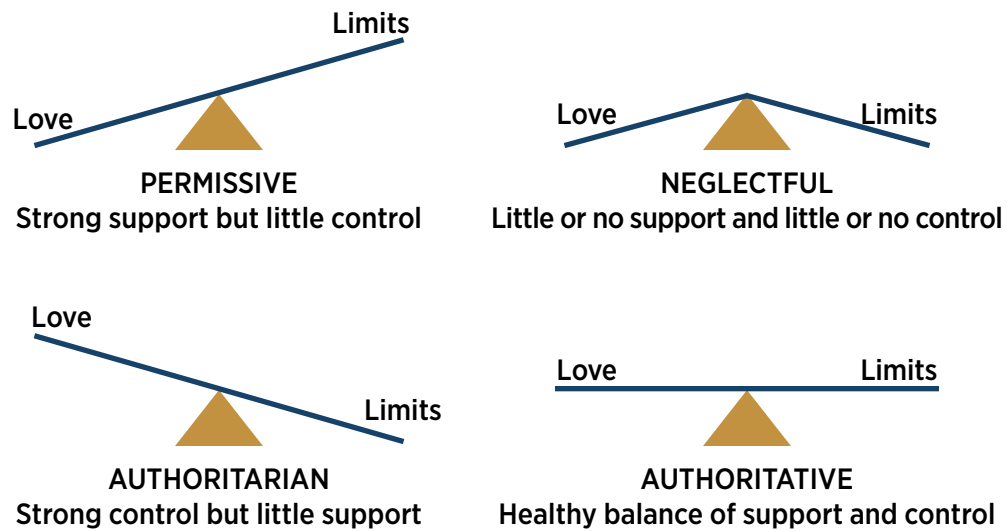 Limits
Love
PERMISSIVE
Strong support but little control
Love
Limits
NEGLECTFUL
Little or no support and little or no control
Love
Limits
AUTHORITARIAN
Strong control but little support
Love
Limits
AUTHORITATIVE
Healthy balance of support and control